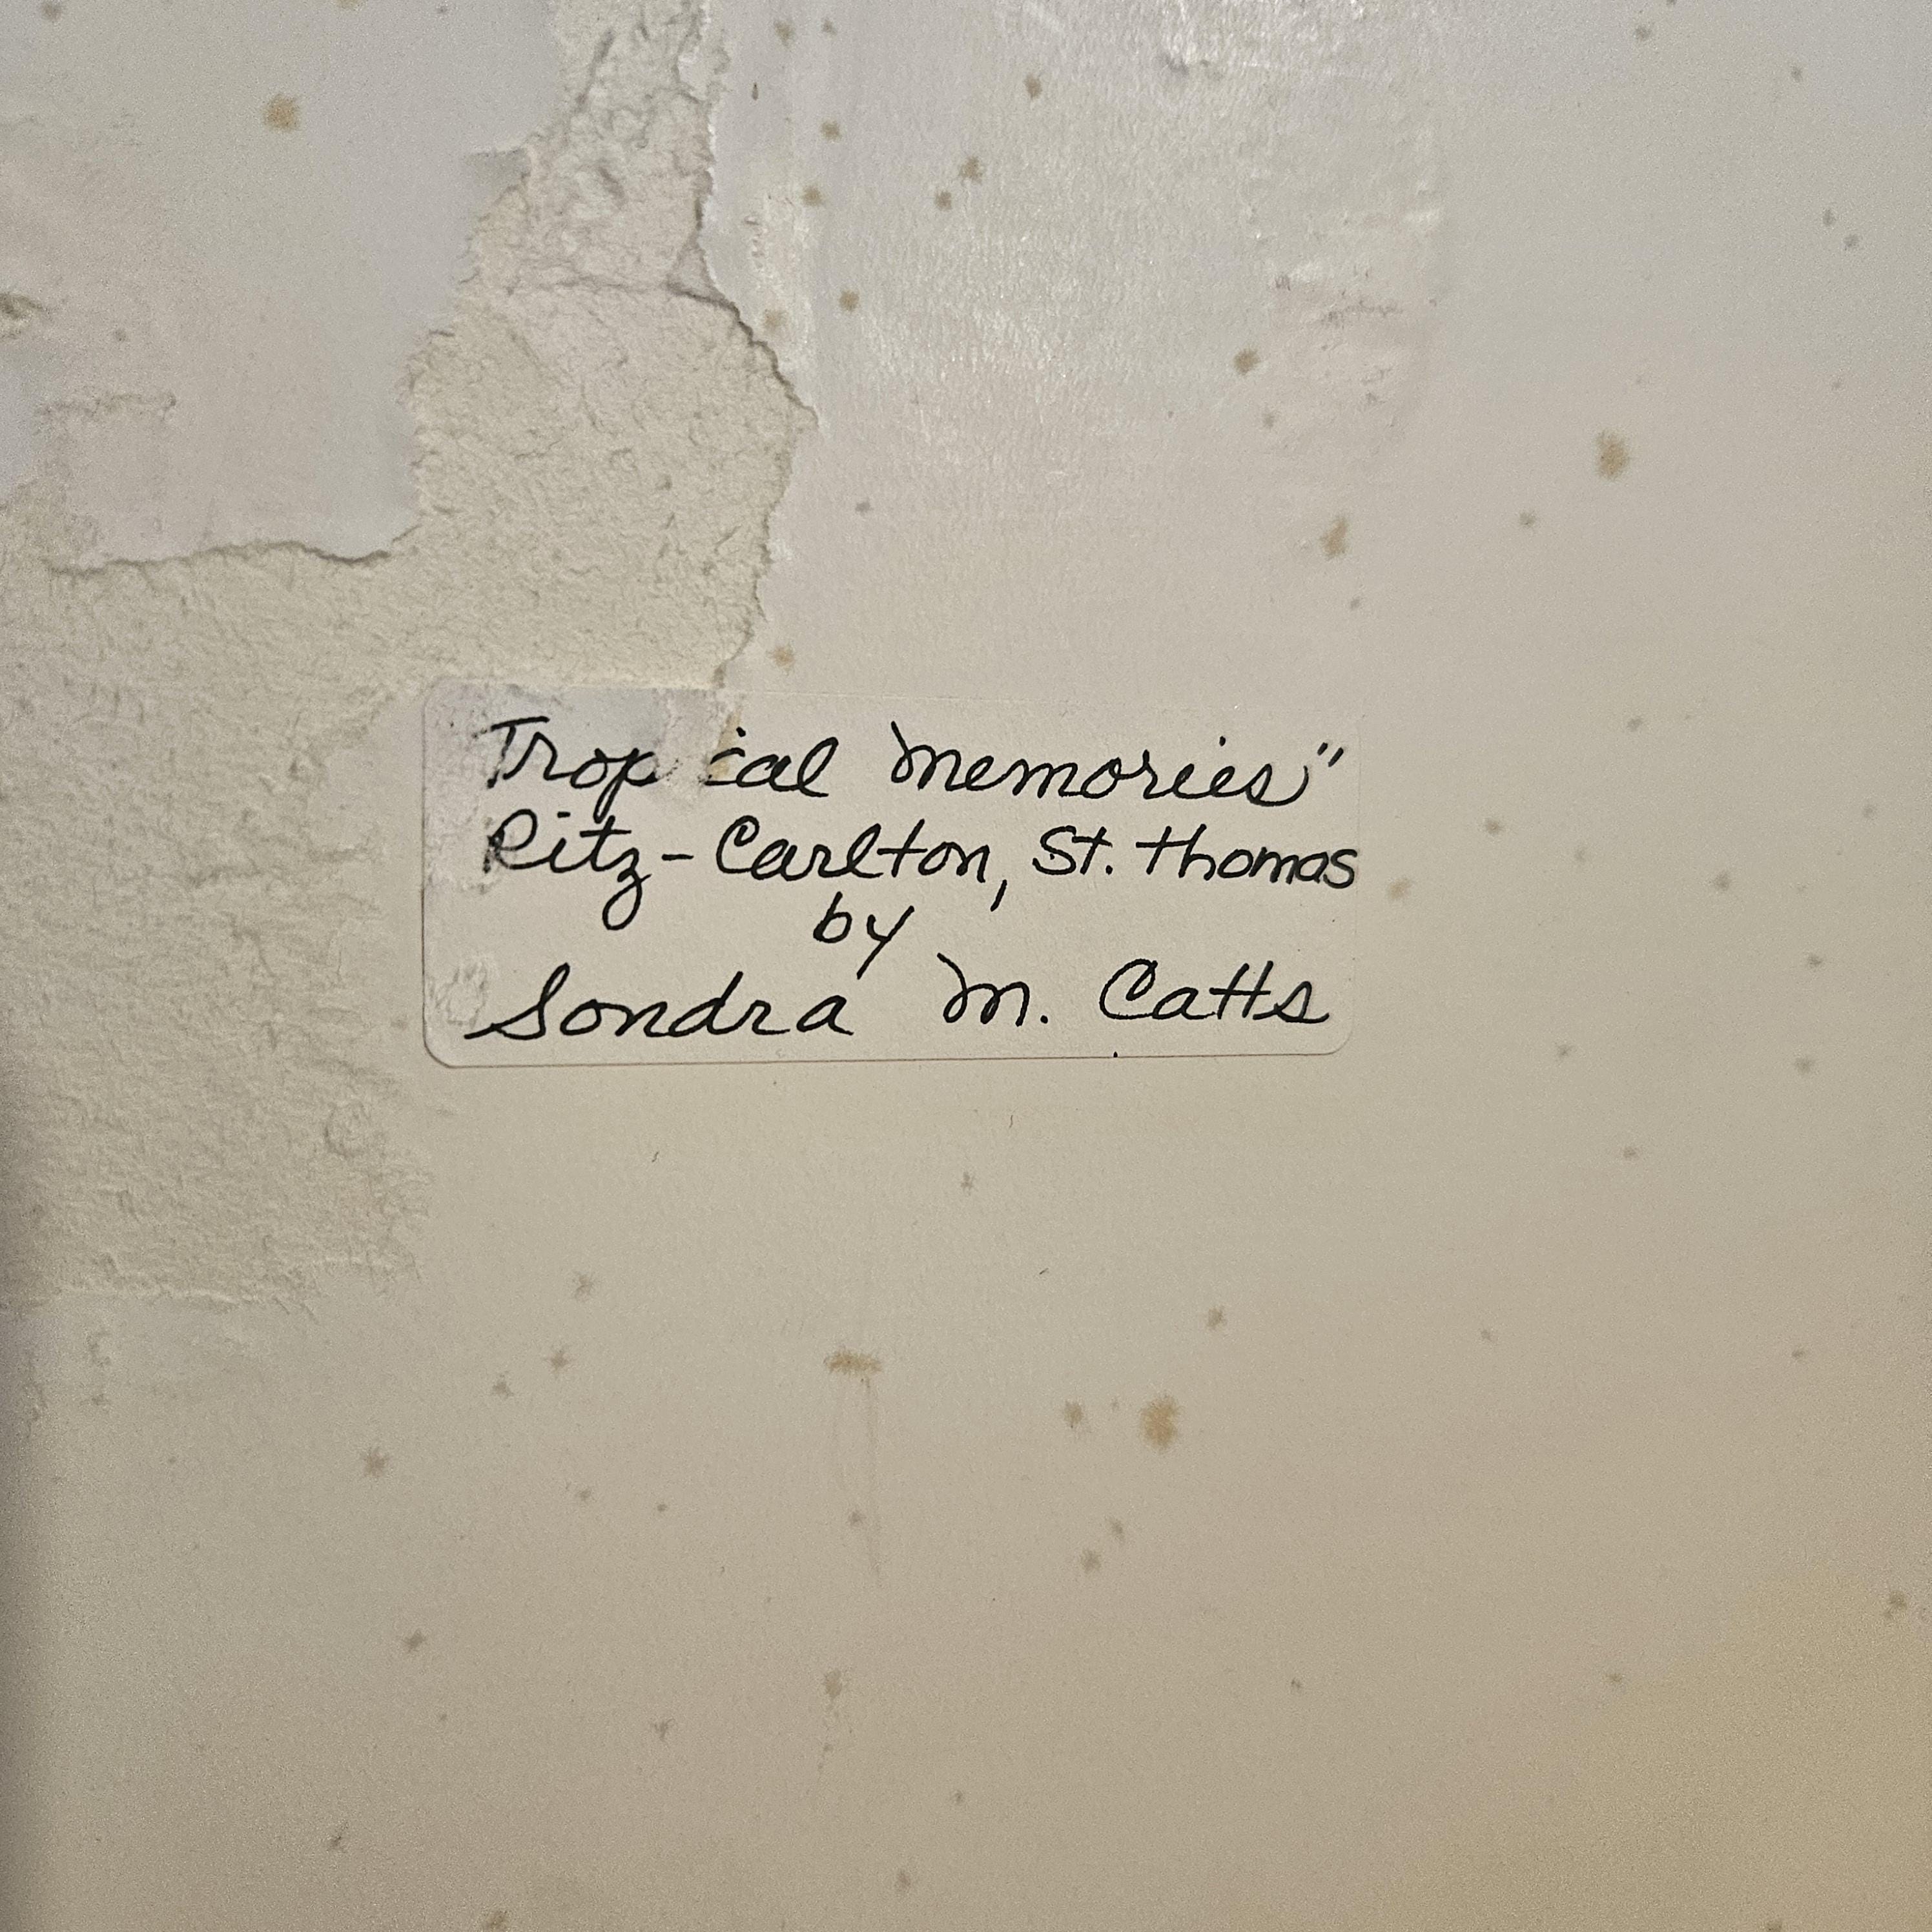 Tropical Memories"
Ritz-Carlton, St. Thomas
by
Sondra M. Catts